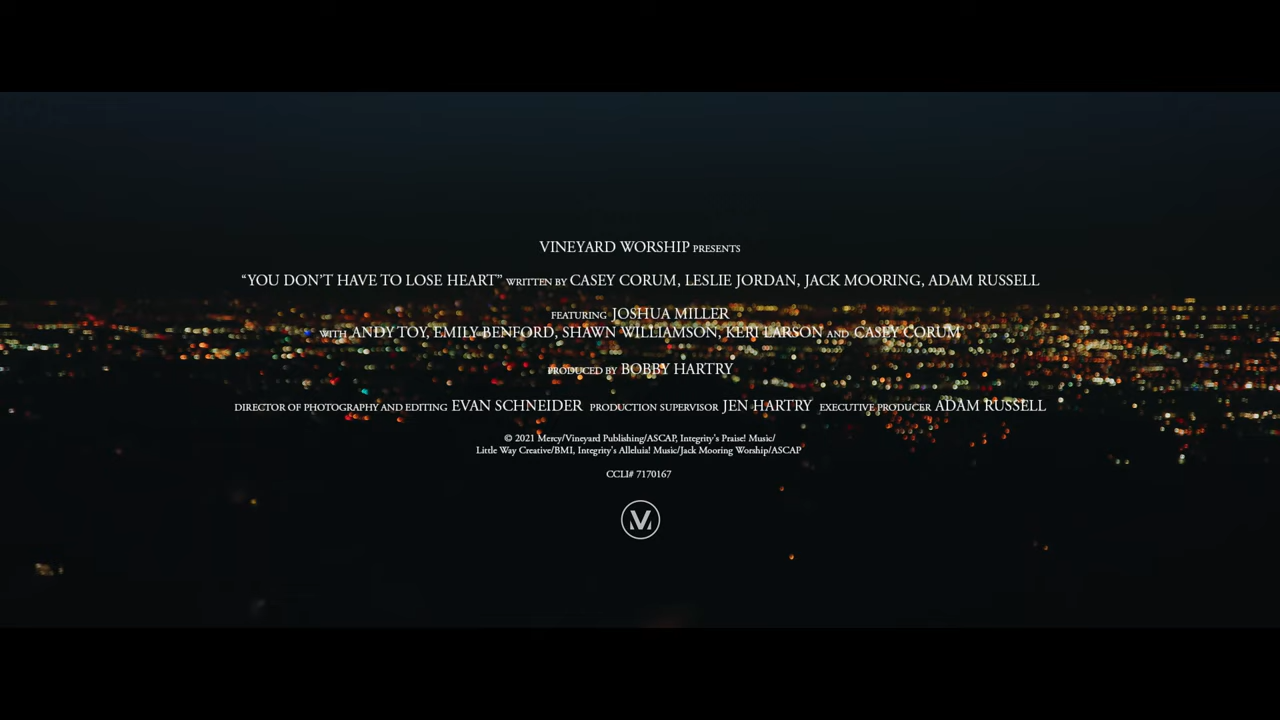 VINEYARD WORSHIP PRESENTS
“YOU DON’T HAVE TO LOSE HEART” WRITTEN BY CASEY CORUM, LESLIE JORDAN, JACK MOORING, ADAM RUSSELL
FEATURING JOSHUA MILLER
WITH ANDY TOY, EMILY BENFORD, SHAWN WILLIAMSON, KERI LARSON AND CASEY CORUM
PRODUCED BY BOBBY HARTRY
DIRECTOR OF PHOTOGRAPHY AND EDITING EVAN SCHNEIDER PRODUCTION SUPERVISOR JEN HARTRY EXECUTIVE PRODUCER ADAM RUSSELL
© 2021 Mercy/Vineyard Publishing/ASCAP, Integrity's Praise! Music/
Little Way Creative/BMI, Integrity's Alleluia! Music/Jack Mooring Worship/ASCAP
CCLI# 7170167